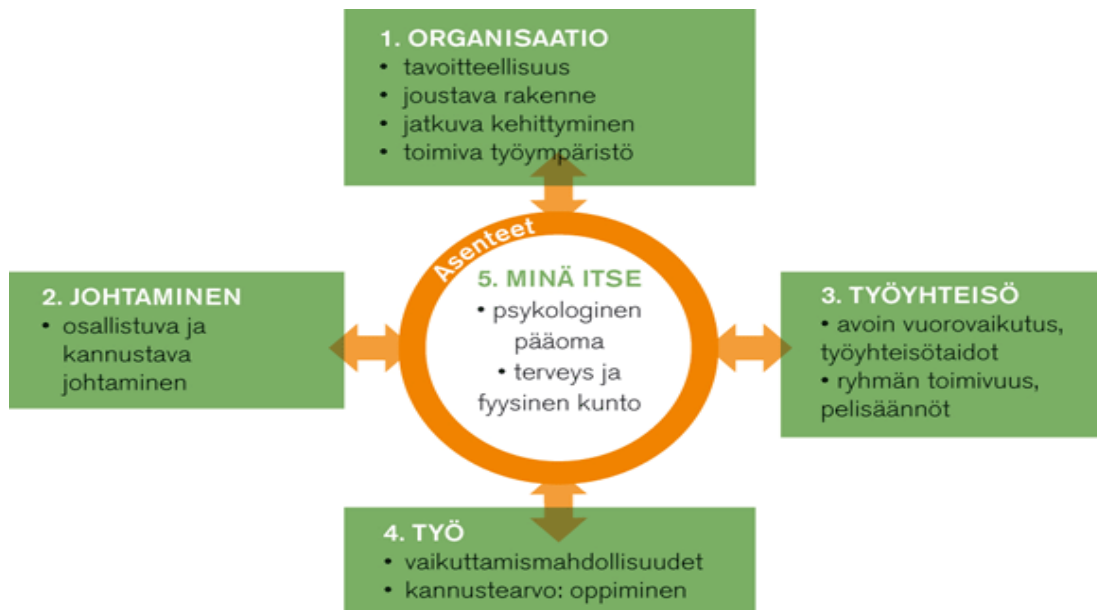 1. ORGANISAATIO
• tavoitteellisuus
• joustava rakenne
• jatkuva kehittyminen
• toimiva työympäristö
Asenteet
5. MINÄ ITSE
• psykologinen
pääoma
• terveys ja
fyysinen kunto
2. JOHTAMINEN
• osallistuva ja
kannustava
johtaminen
3. TYÖYHTEISÖ
• avoin vuorovaikutus,
työyhteisötaidot
• ryhmän toimivuus,
pelisäännöt
4. TYÖ
• vaikuttamismahdollisuudet
• kannustearvo: oppiminen